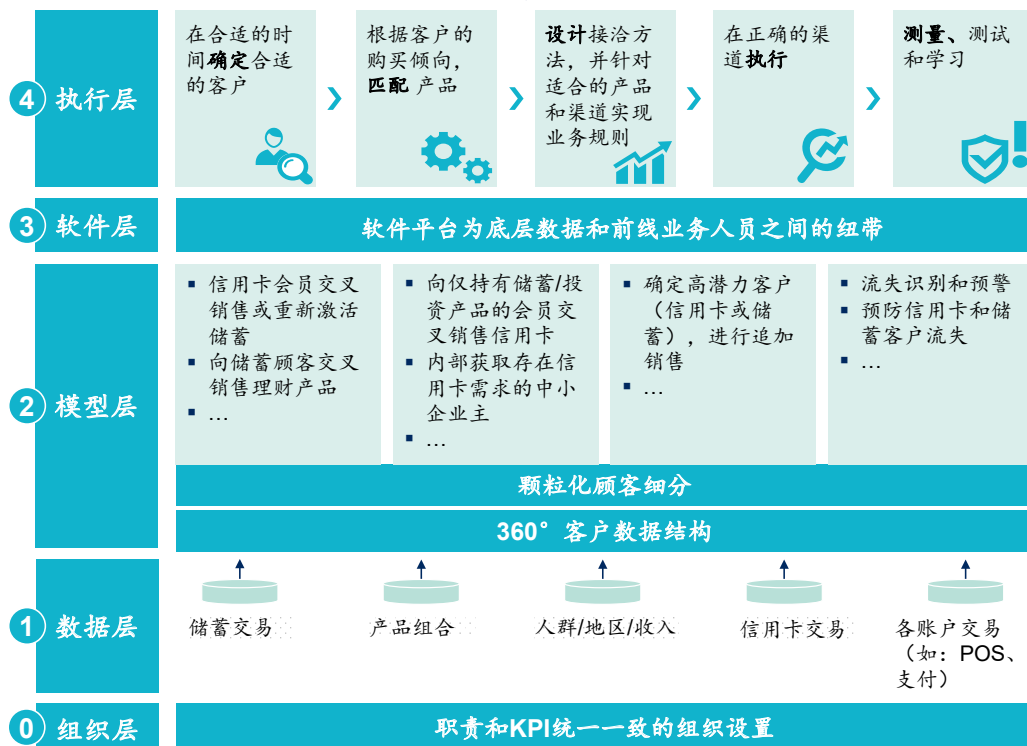 4
执行层
在合适的时
间确定合适
的客户
根据客户的
购买倾向，
匹配 产品
设计接洽方
法，并针对
适合的产品
和渠道实现
业务规则
在正确的渠
道执行
测量、测试
和学习
3
软件层
软件平台为底层数据和前线业务人员之间的纽带
2
模型层
▪ 信用卡会员交叉
销售或重新激活
储蓄
▪ 向储蓄顾客交叉
销售理财产品
▪ …
▪ 向仅持有储蓄/投
资产品的会员交
叉销售信用卡
▪ 内部获取存在信
用卡需求的中小
企业主
▪ …
▪ 确定高潜力客户
（信用卡或储
蓄），进行追加
销售
▪ …
▪ 流失识别和预警
▪ 预防信用卡和储
蓄客户流失
▪ …
颗粒化顾客细分
360°客户数据结构
1
数据层
储蓄交易
产品组合
人群/地区/收入
信用卡交易
各账户交易
（如：POS、
支付）
0
组织层
职责和KPI统一一致的组织设置